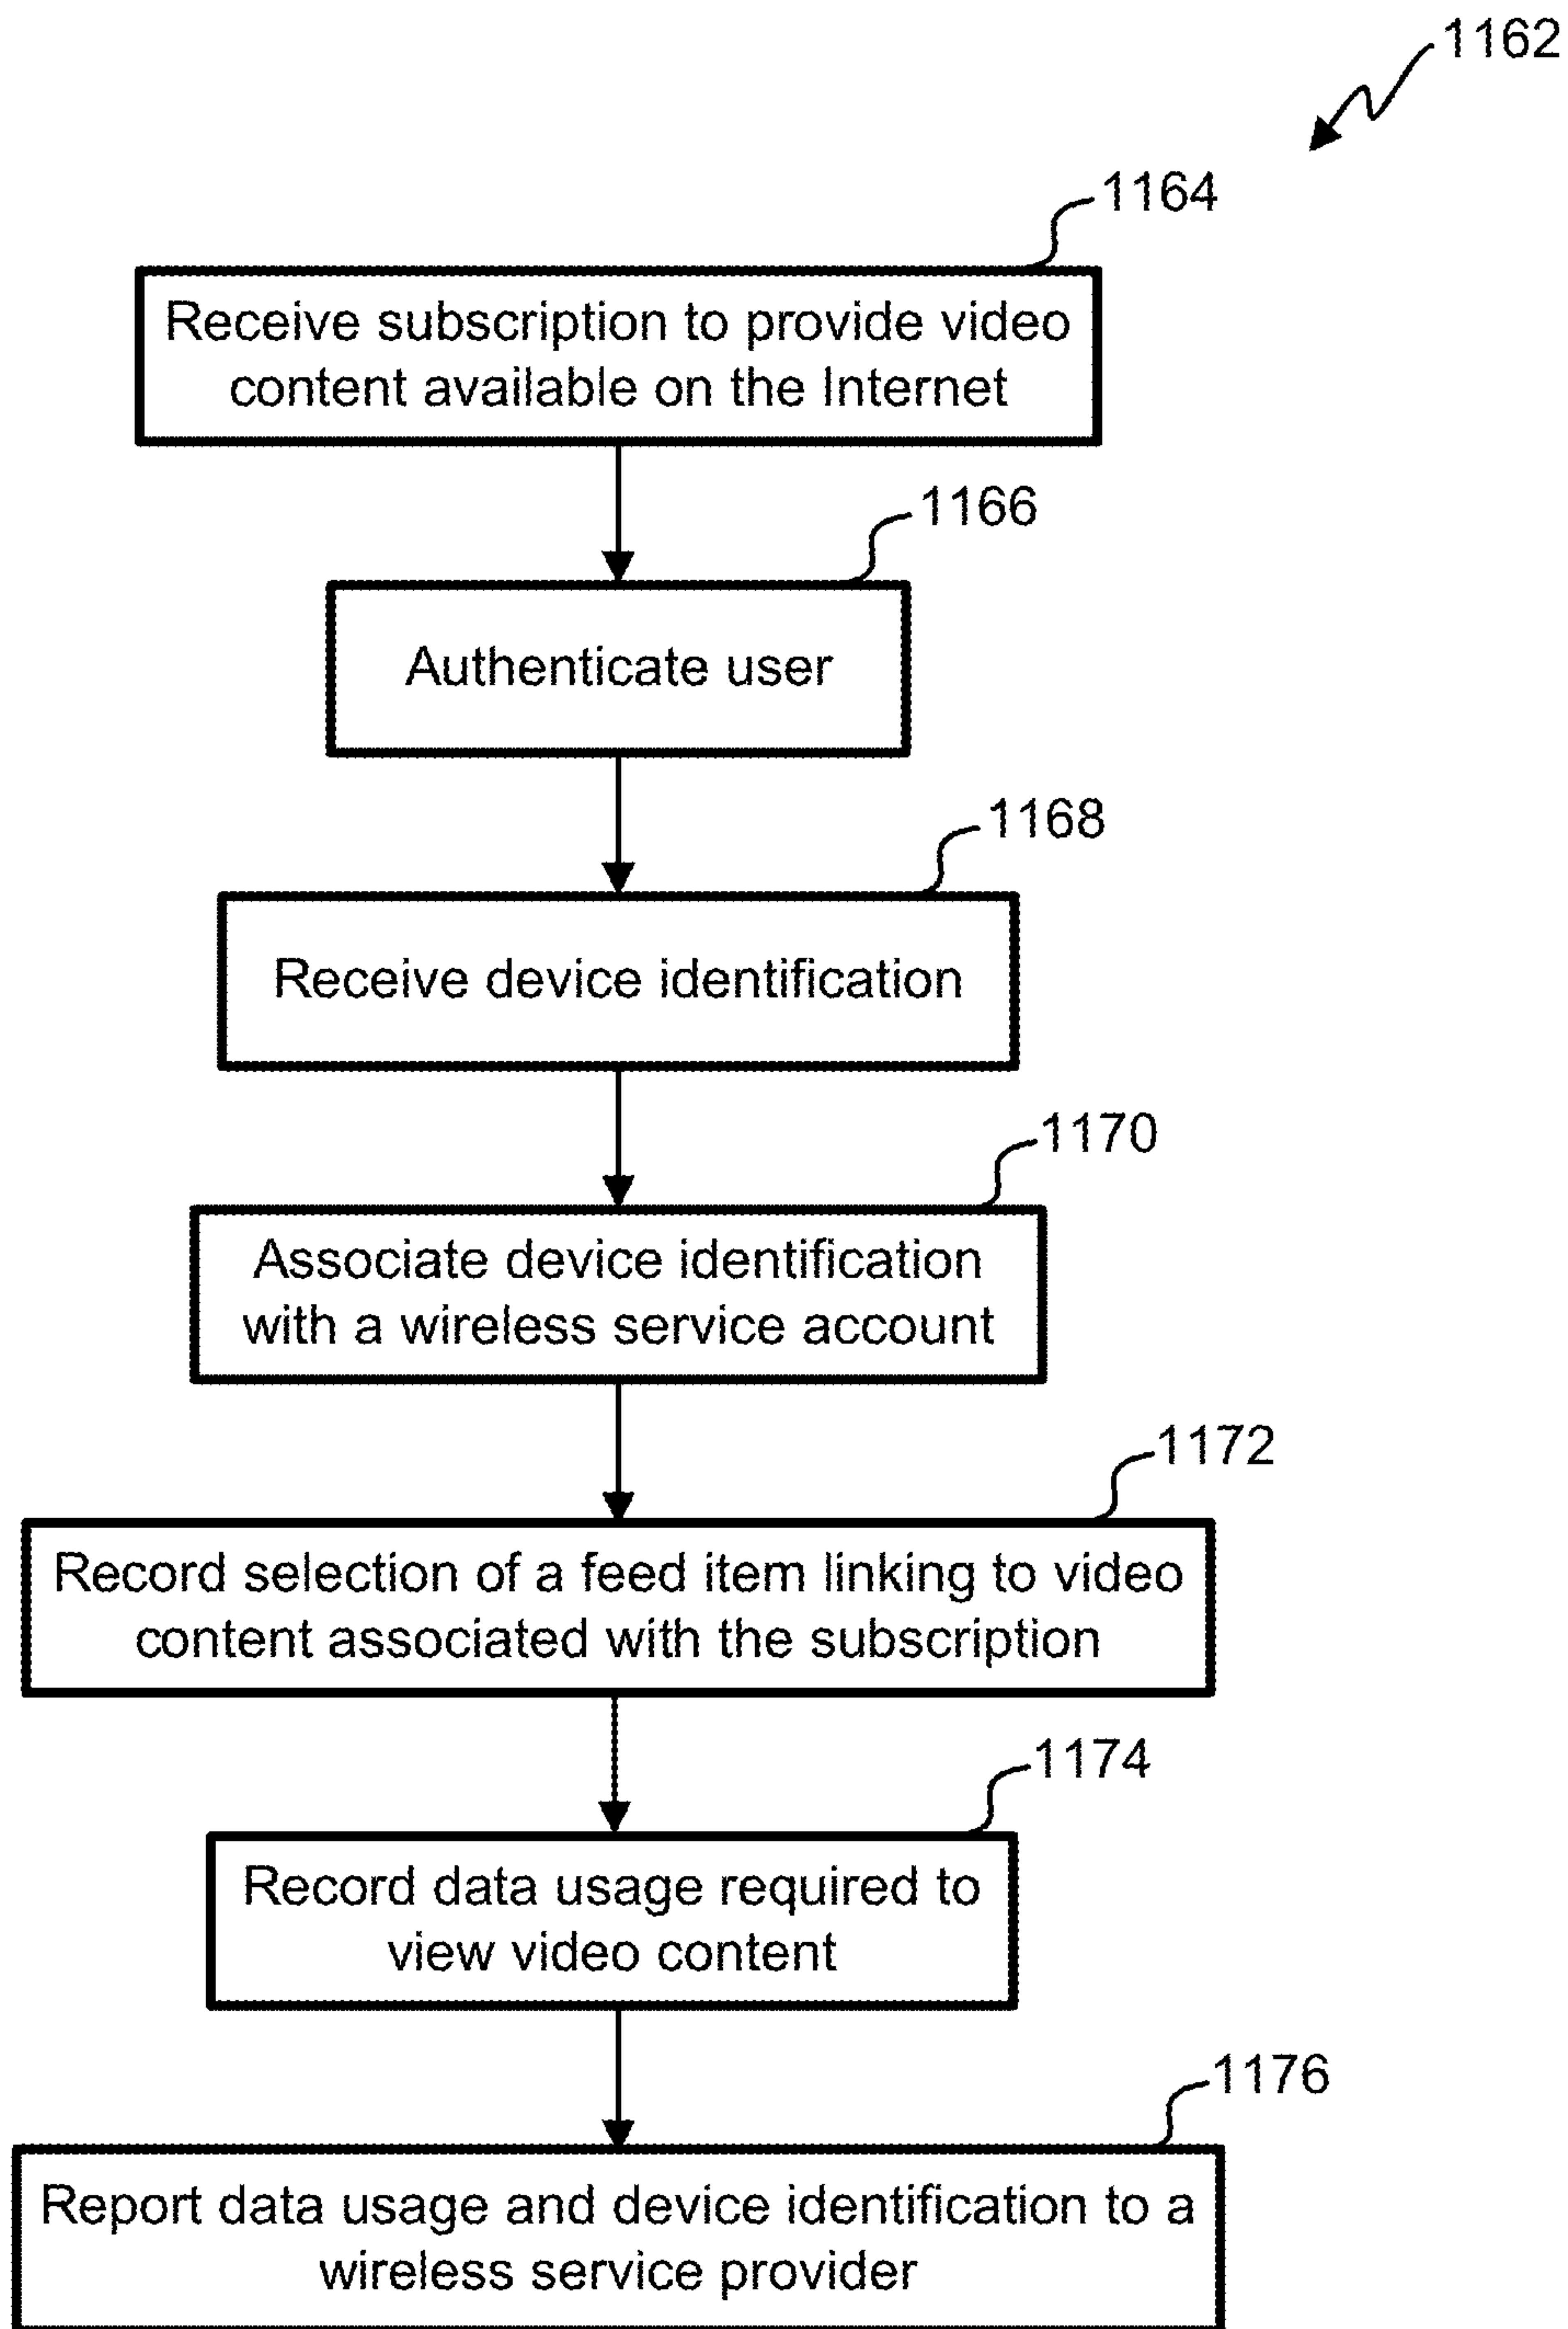 1162
1164
Receive subscription to provide video
content available on the Internet
1166
Authenticate user
1168
Receive device identification
1170
Associate device identification
with a wireless service account
1172
Record selection of a feed item linking to video
content associated with the subscription
1174
Record data usage required to
view video content
1176
Report data usage and device identification to a
wireless service provider